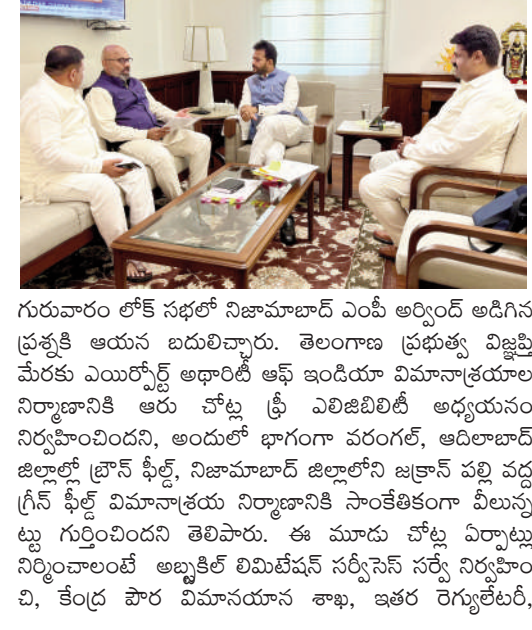 గురువారం లోక్ సభలో నిజామాబాద్ ఎంపీ అర్వింద్ అడిగిన
ప్రశ్నకి ఆయన బదులిచ్చారు. తెలంగాణ ప్రభుత్వ విజ్ఞప్తి
మేరకు ఎయిర్పోర్ట్ అథారిటీ ఆఫ్ ఇండియా విమానాశ్రయాల
నిర్మాణానికి ఆరు చోట్ల ఫ్రీ ఎలిజిబిలిటీ అధ్యయనం
నిర్వహించిందని, అందులో భాగంగా వరంగల్, ఆదిలాబాద్
జిల్లాల్లో బ్రౌన్ ఫీల్డ్, నిజామాబాద్ జిల్లాలోని జక్రాన్ పల్లి వద్ద
గ్రీన్ ఫీల్డ్ విమానాశ్రయ నిర్మాణానికి సాంకేతికంగా వీలున్న
ట్టు గుర్తించిందని తెలిపారు. ఈ మూడు చోట్ల ఏర్పాట్లు
నిర్మించాలంటే అబ్స్టకిల్ లిమిటేషన్ సర్వీసెస్ సర్వే నిర్వహిం
చి, కేంద్ర పౌర విమానయాన శాఖ, ఇతర రెగ్యులేటరీ,